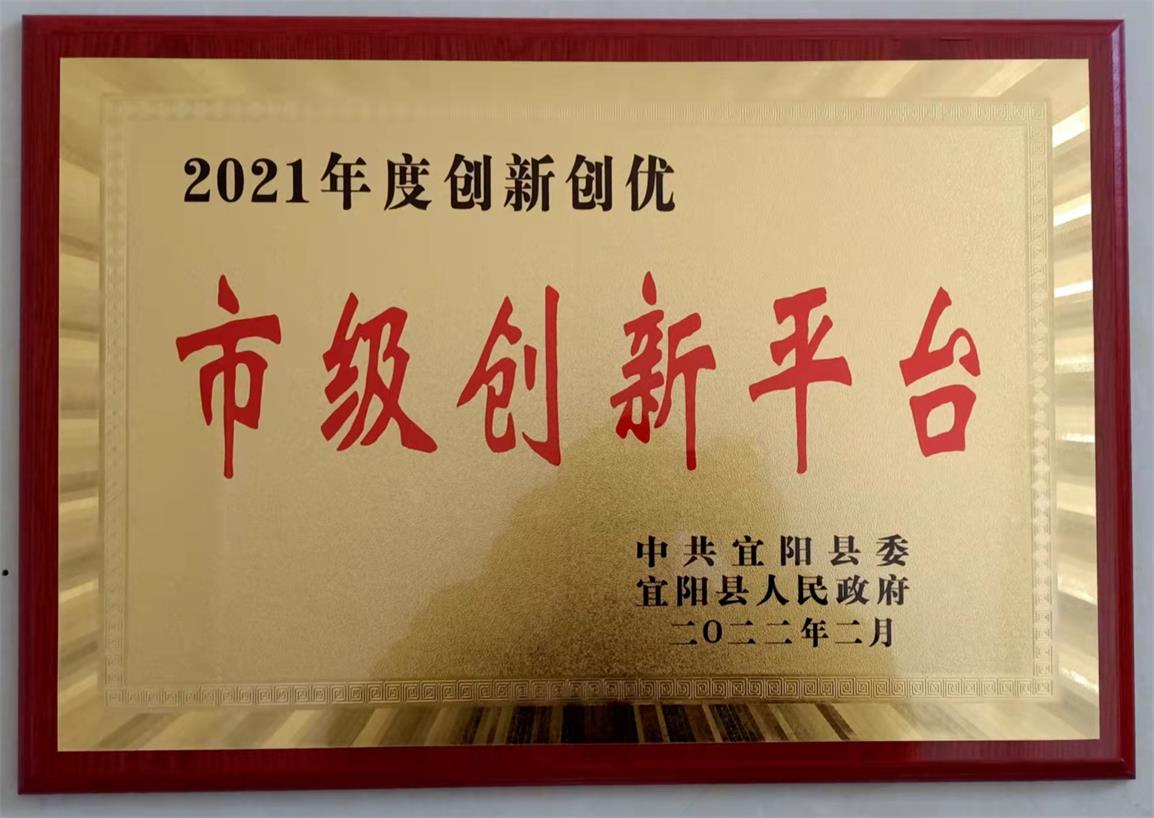 2021年度创新创优
市级创新平台
中共宜阳县委
宜阳县人民政府
二〇二二年二月